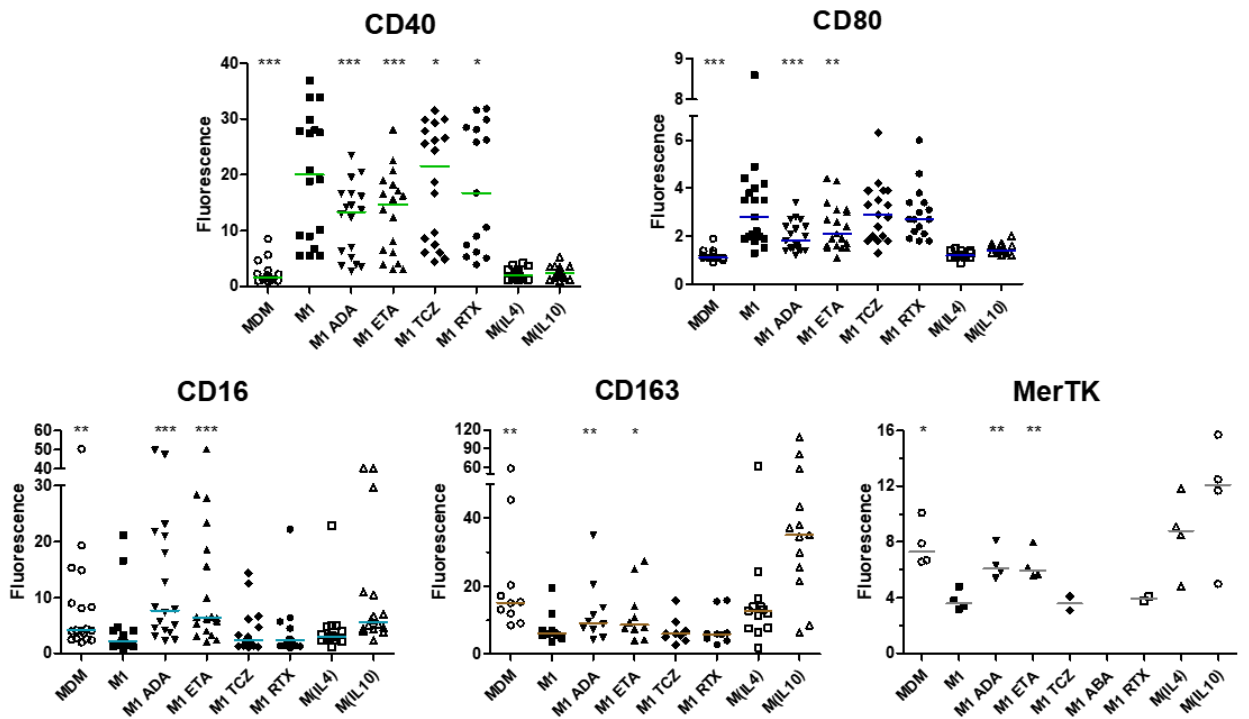 CD40
Fluorescence
40
30
20
10
0
*** *** *** * *
MDM M1 M1 ADA M1 ETA M1 TCZ M1 RTX M(IL4) M(IL10)
CD80
Fluorescence
9
8
6
4
2
0
*** *** **
MDM M1 M1 ADA M1 ETA M1 TCZ M1 RTX M(IL4) M(IL10)
CD16
Fluorescence
60
50
40
30
20
10
0
** *** ***
MDM M1 M1 ADA M1 ETA M1 TCZ M1 RTX M(IL4) M(IL10)
CD163
Fluorescence
120
100
80
60
40
20
0
** ** *
MDM M1 M1 ADA M1 ETA M1 TCZ M1 RTX M(IL4) M(IL10)
MerTK
Fluorescence
16
12
8
4
0
* ** **
MDM M1 M1 ADA M1 ETA M1 TCZ M1 ABA M1 RTX M(IL4) M(IL10)